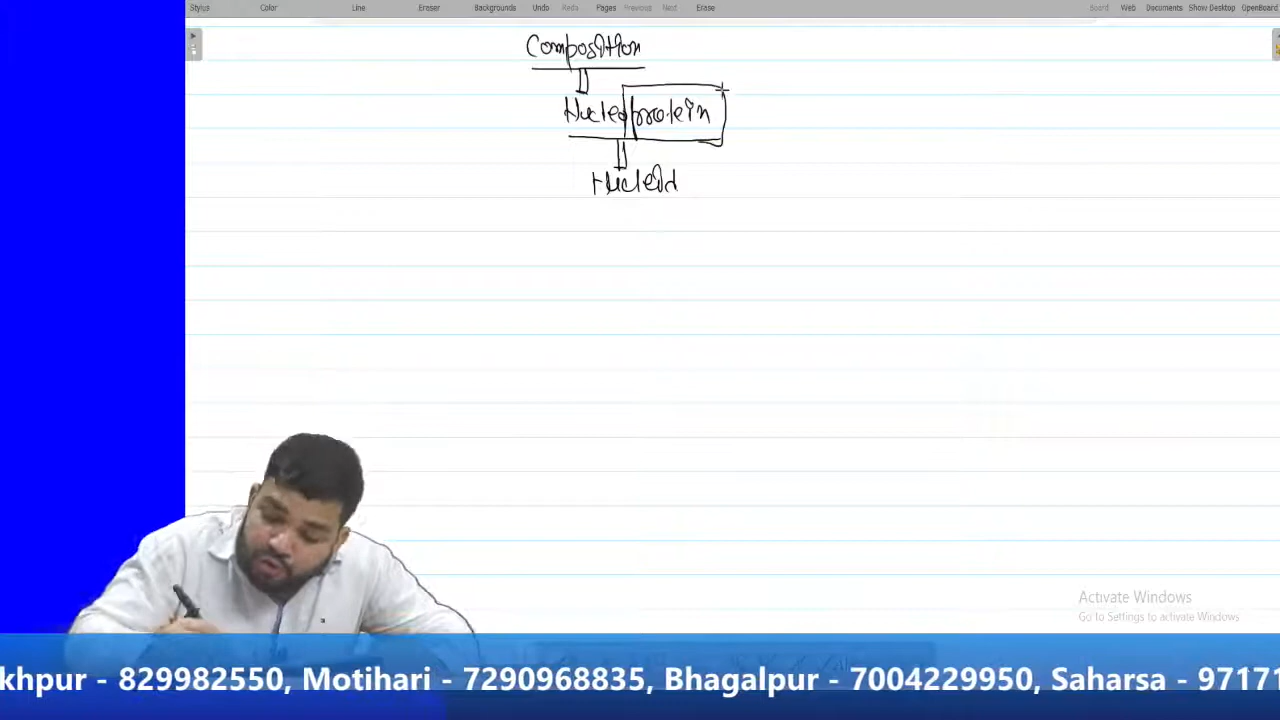 Stylus Color Line Eraser Backgrounds Undo Redo Pages Previous Next Erase Board Web Documents Show Desktop OpenBoard
Composition
Nucleoprotein
Nucleid
Activate Windows
Go to Settings to activate Windows
khpur - 829982550, Motihari - 7290968835, Bhagalpur - 7004229950, Saharsa - 97171